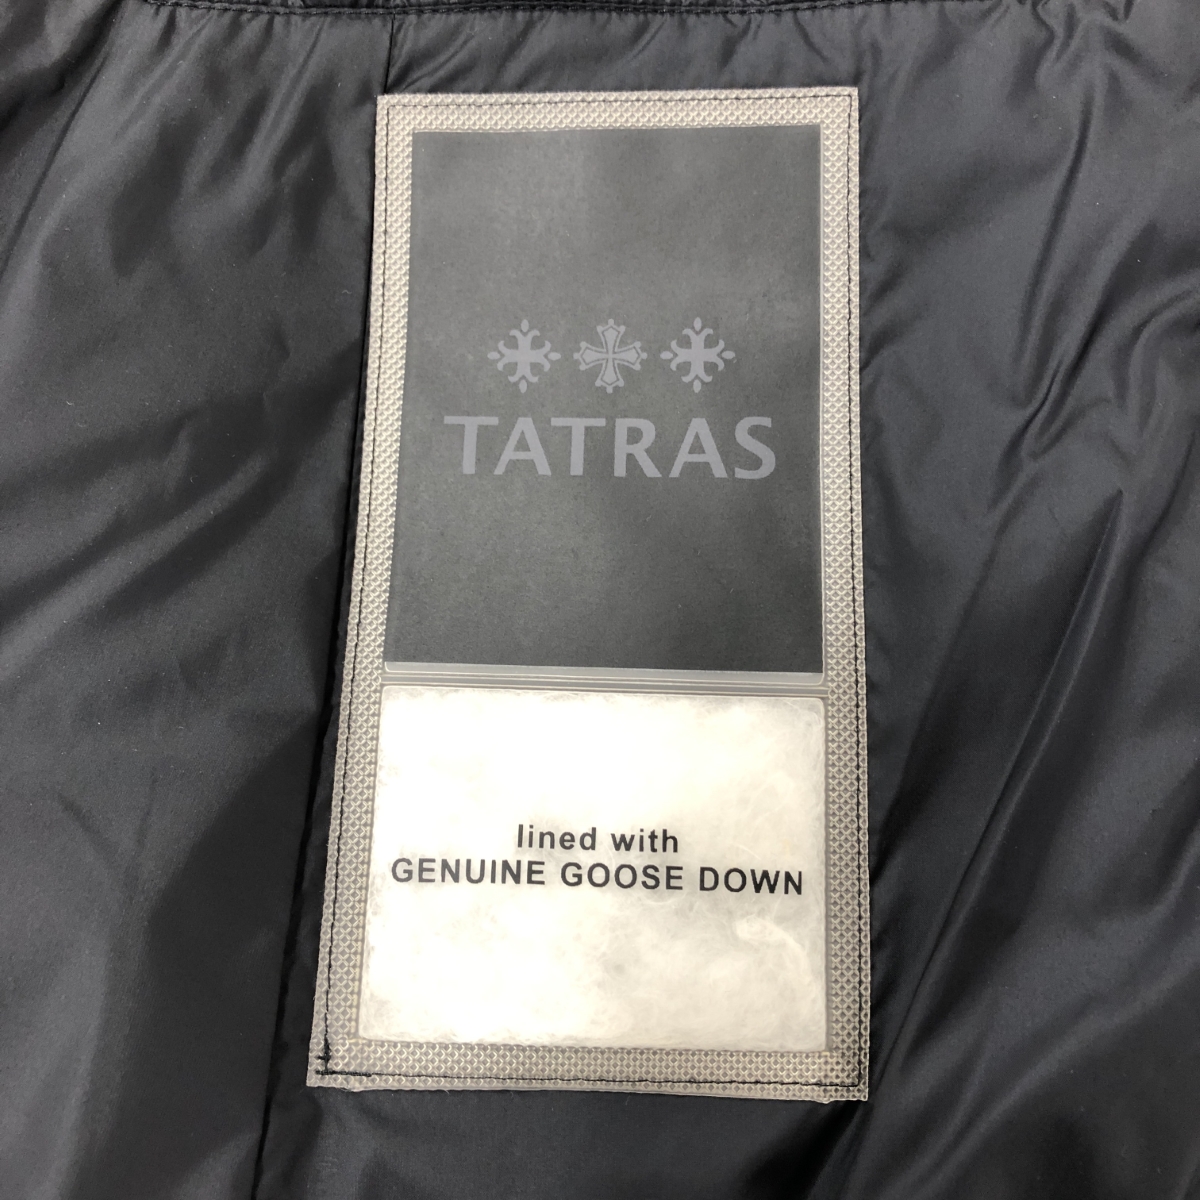 TATRAS
lined with
GENUINE GOOSE DOWN